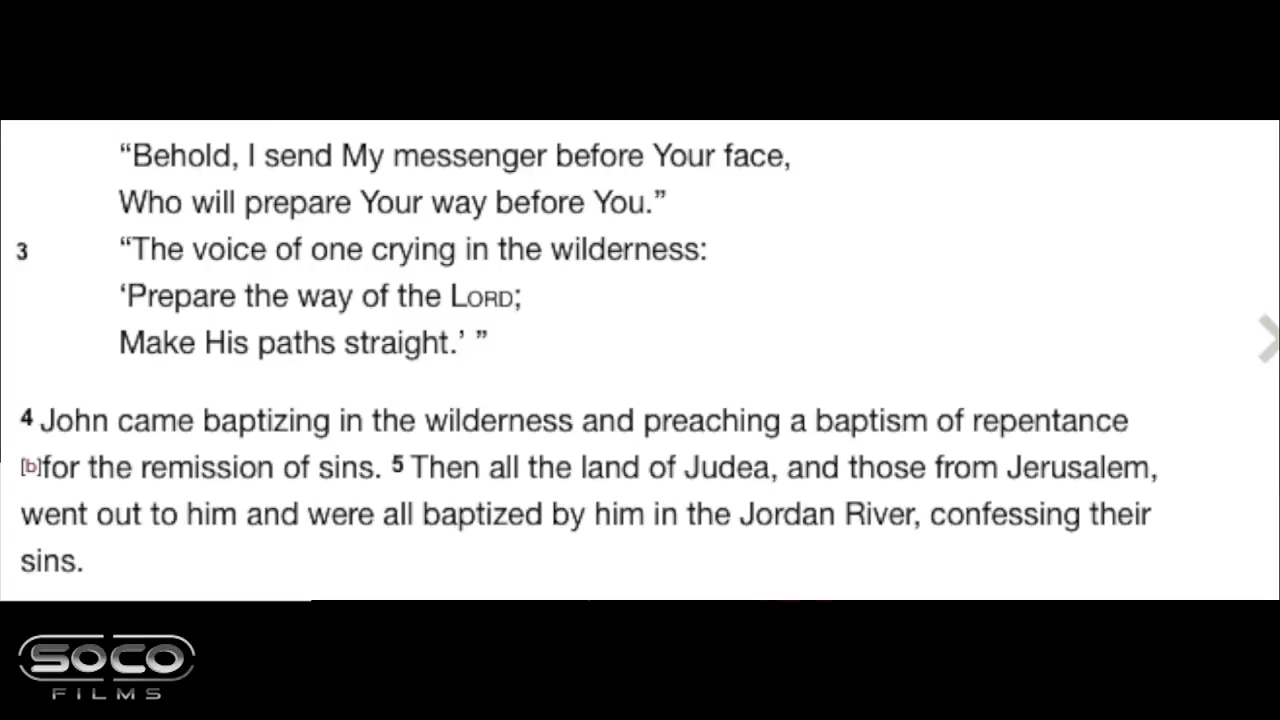 “Behold, I send My messenger before Your face,
Who will prepare Your way before You.”
3 “The voice of one crying in the wilderness:
‘Prepare the way of the LORD;
Make His paths straight.’ ”
4 John came baptizing in the wilderness and preaching a baptism of repentance
[b]for the remission of sins. 5 Then all the land of Judea, and those from Jerusalem,
went out to him and were all baptized by him in the Jordan River, confessing their
sins.
SOCO
FILMS